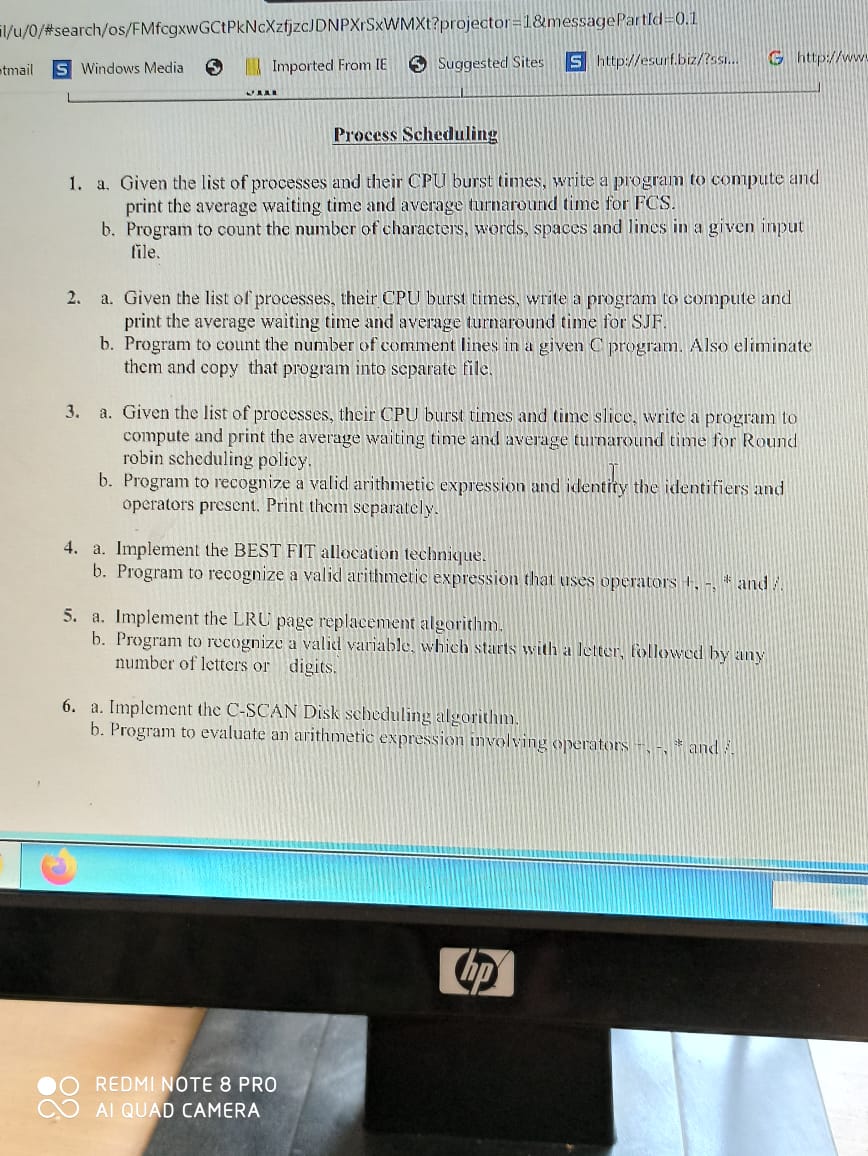 il/u/0/#search/os/FMfcgxwGCtPkNcXzfjzcJDNPXrSxWMXt?projector=1&messagePartId=0.1
otmail S Windows Media Imported From IE Suggested Sites S http://esurf.biz/?ssi... G http://www
Process Scheduling
1. a. Given the list of processes and their CPU burst times, write a program to compute and
print the average waiting time and average turnaround time for FCS.
b. Program to count the number of characters, words, spaces and lines in a given input
file.
2. a. Given the list of processes, their CPU burst times, write a program to compute and
print the average waiting time and average turnaround time for SJF.
b. Program to count the number of comment lines in a given C program. Also eliminate
them and copy that program into separate file.
3. a. Given the list of processes, their CPU burst times and time slice, write a program to
compute and print the average waiting time and average turnaround time for Round
robin scheduling policy.
b. Program to recognize a valid arithmetic expression and identify the identifiers and
operators present. Print them separately.
4. a. Implement the BEST FIT allocation technique.
b. Program to recognize a valid arithmetic expression that uses operators +, -, * and /.
5. a. Implement the LRU page replacement algorithm.
b. Program to recognize a valid variable, which starts with a letter, followed by any
number of letters or digits.
6. a. Implement the C-SCAN Disk scheduling algorithm.
b. Program to evaluate an arithmetic expression involving operators +, -, * and /.
hp
REDMI NOTE 8 PRO
AI QUAD CAMERA